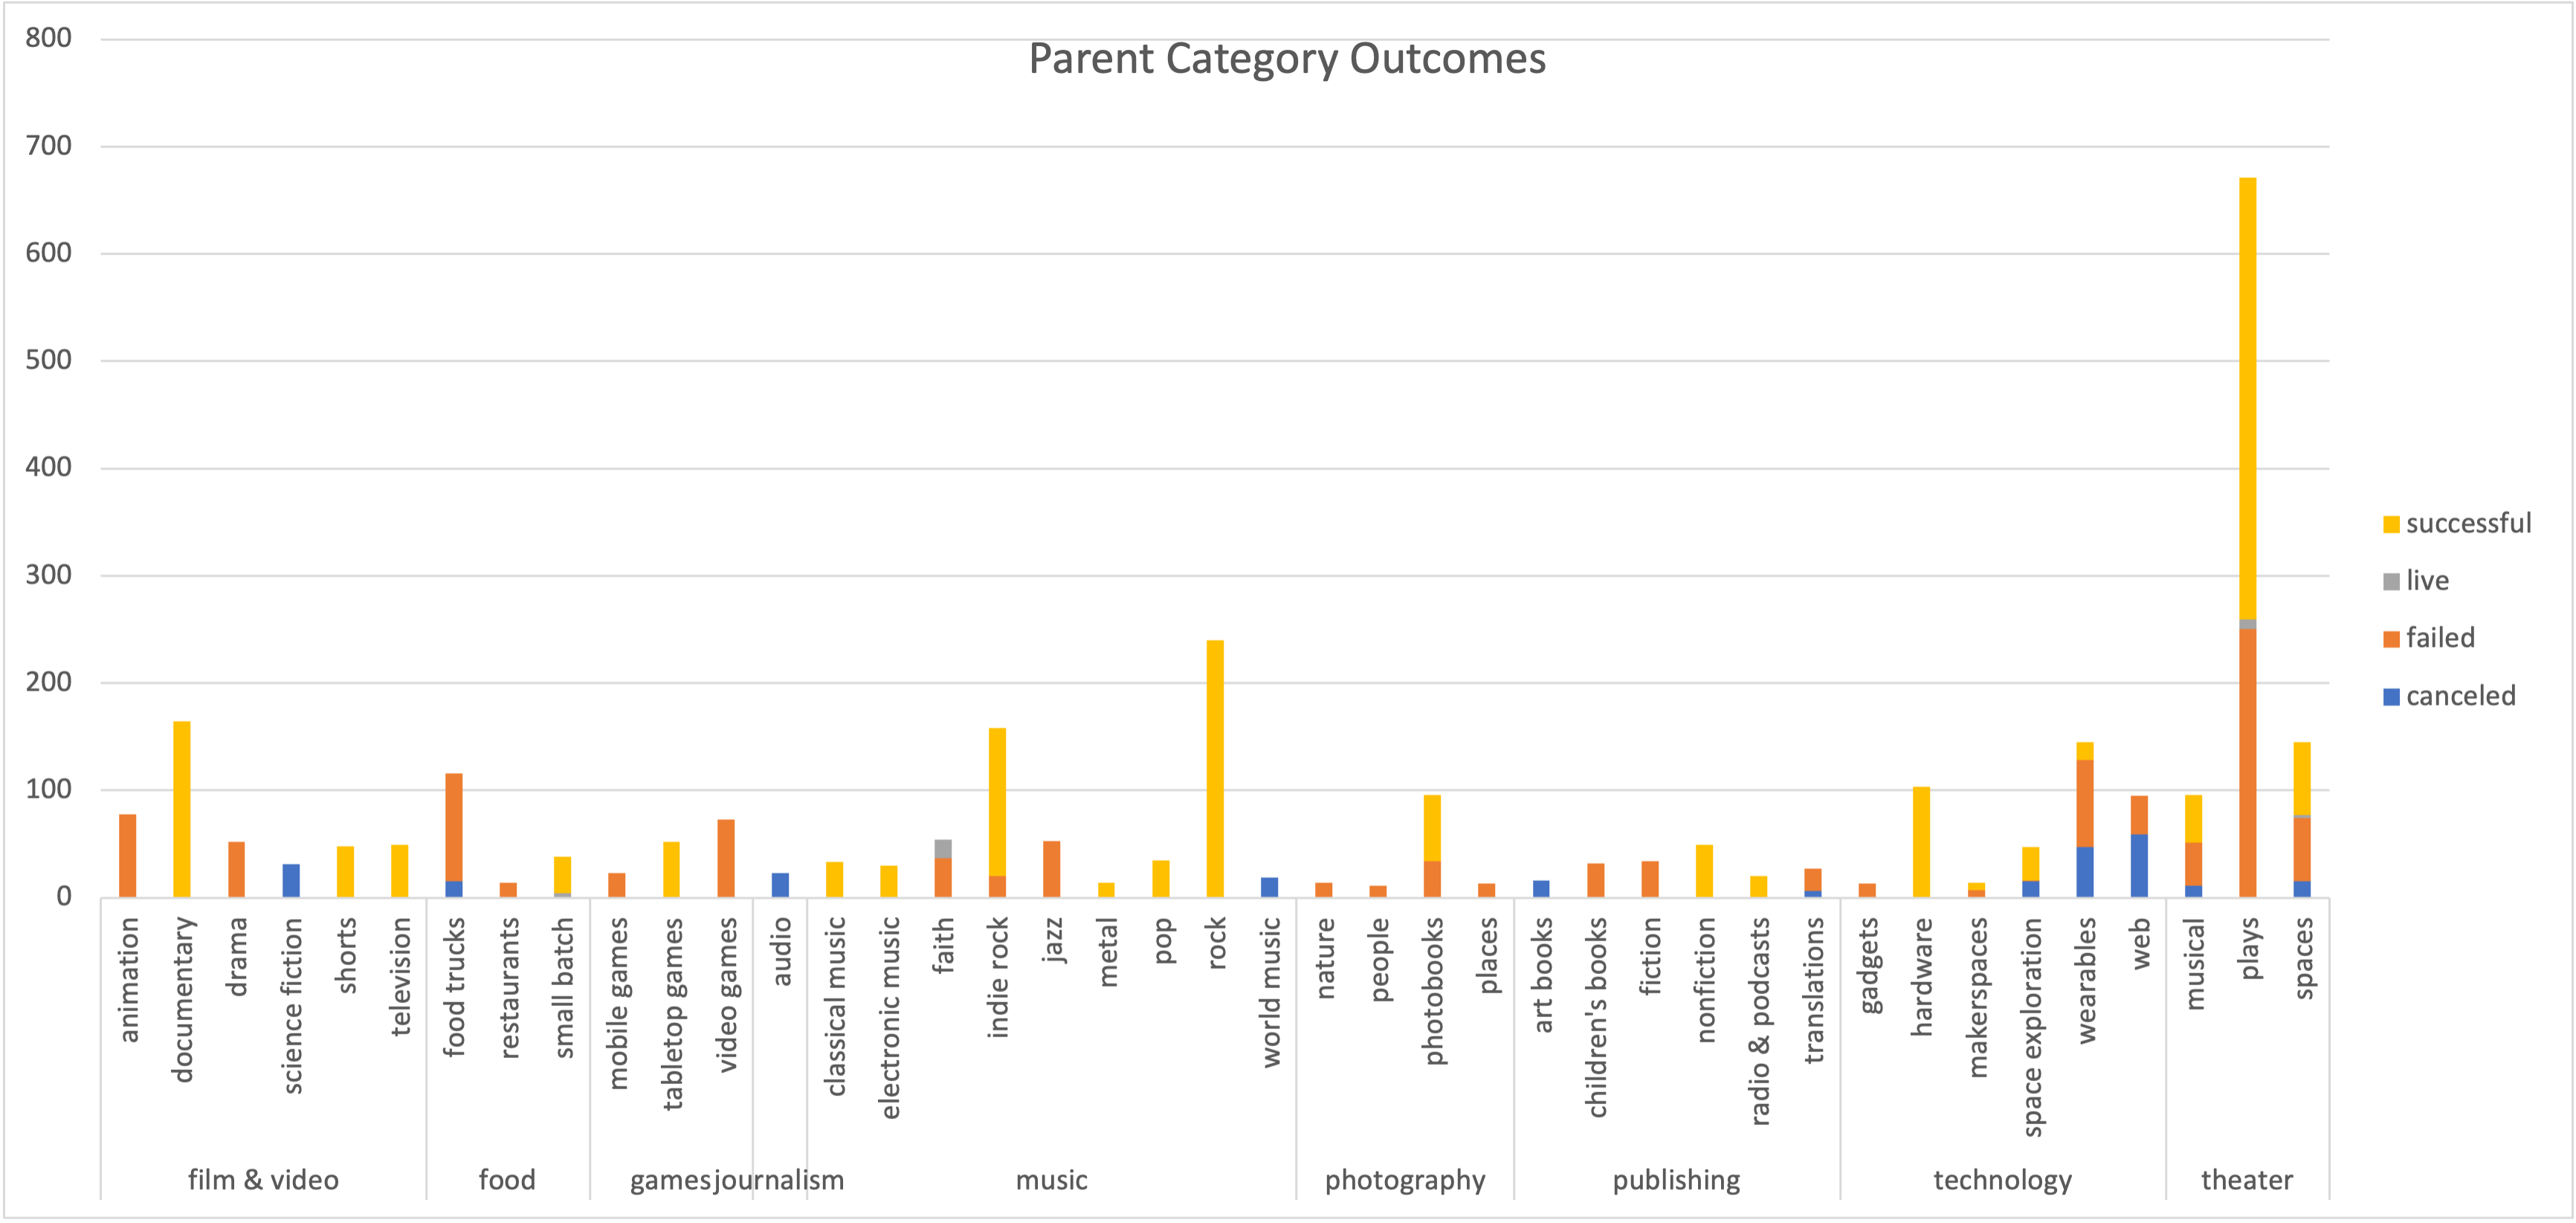 Parent Category Outcomes
800
700
600
500
400
300
200
100
0
successful
live
failed
canceled
animation
documentary
drama
science fiction
shorts
television
food trucks
restaurants
small batch
mobile games
tabletop games
video games
audio
classical music
electronic music
faith
indie rock
jazz
metal
pop
rock
world music
nature
people
photobooks
places
art books
children's books
fiction
nonfiction
radio & podcasts
translations
gadgets
hardware
makerspaces
space exploration
wearables
web
musical
plays
spaces
film & video
food
games
journalism
music
photography
publishing
technology
theater